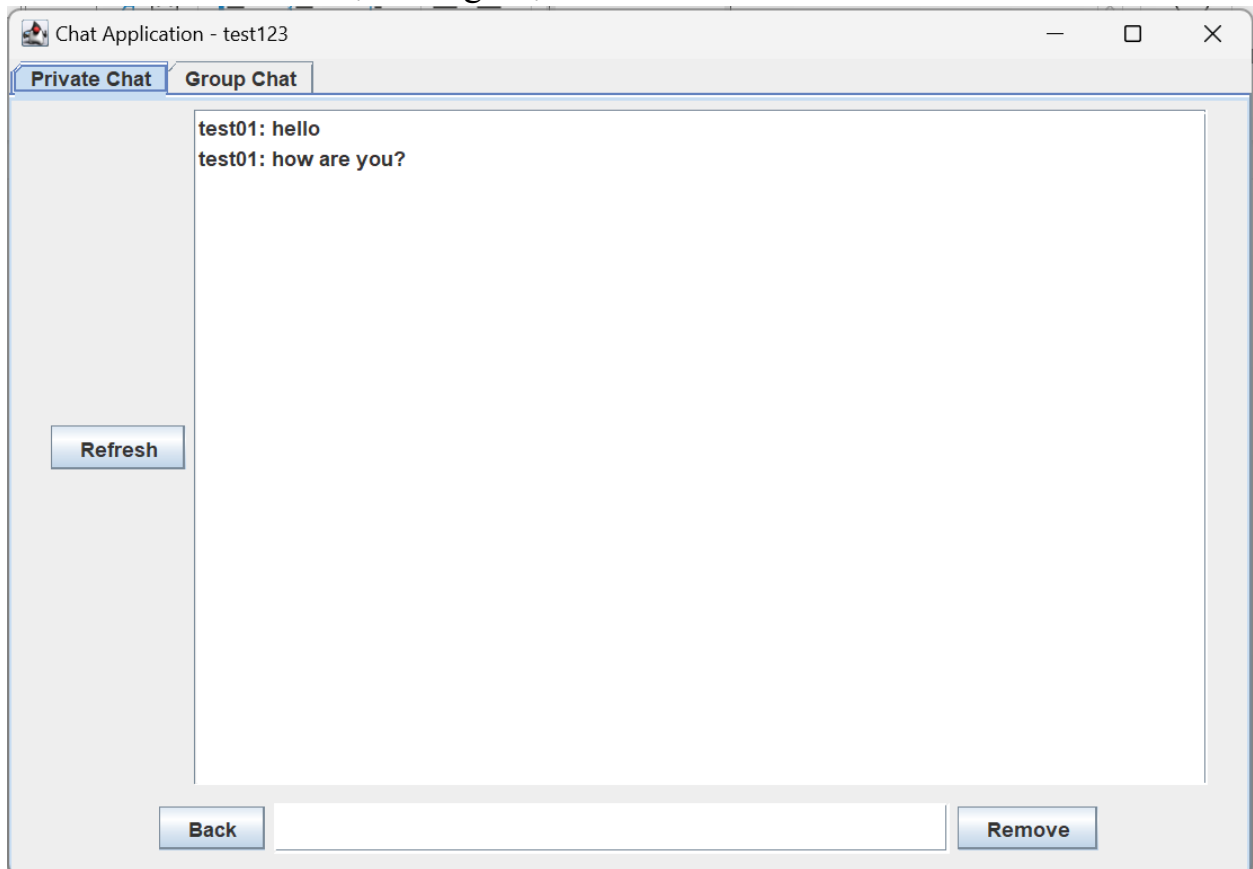 Chat Application - test123
Private Chat Group Chat
test01: hello
test01: how are you?
Refresh
Back
Remove